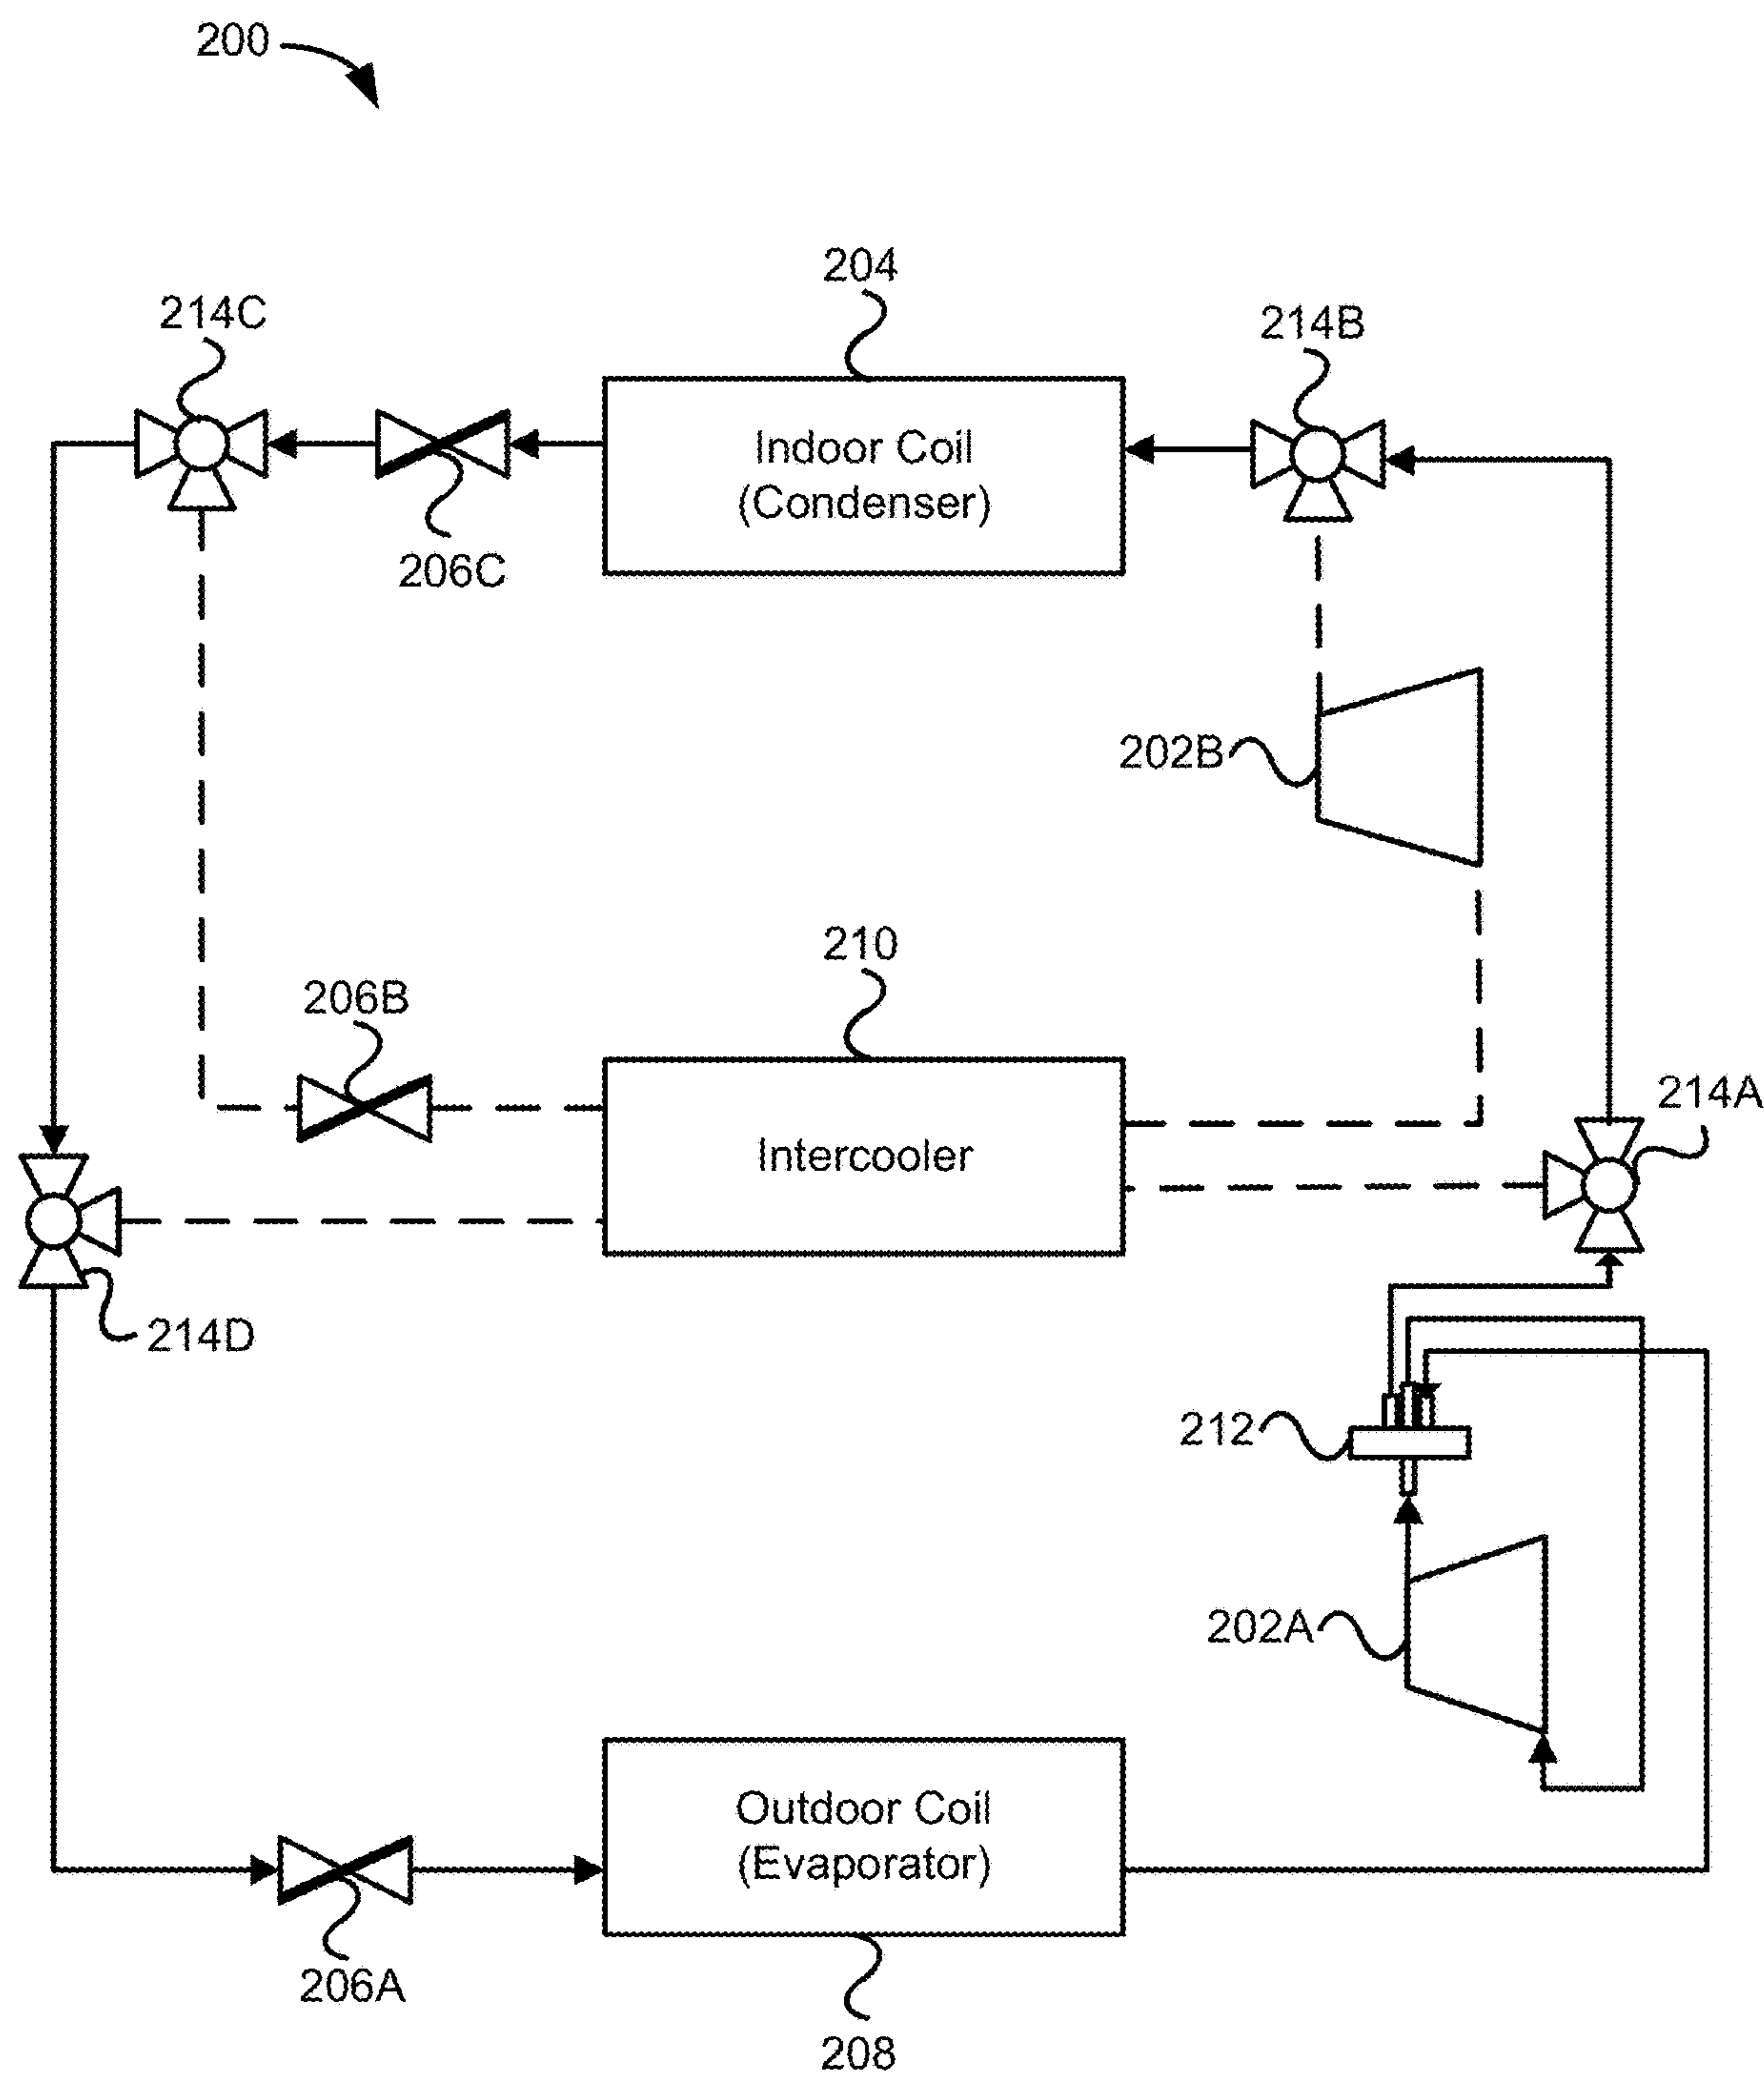 200
204
214C
214B
Indoor Coil
(Condenser)
206C
202B
210
206B
214A
Intercooler
214D
212
202A
Outdoor Coil
(Evaporator)
206A
208